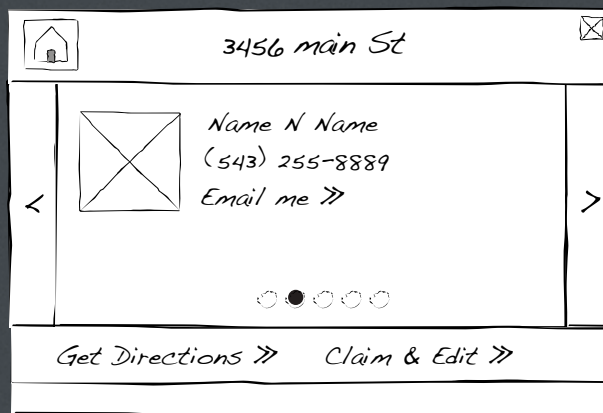 3456 main St
Name N Name
(543) 255-8889
Email me >>
<
>
Get Directions >> Claim & Edit >>